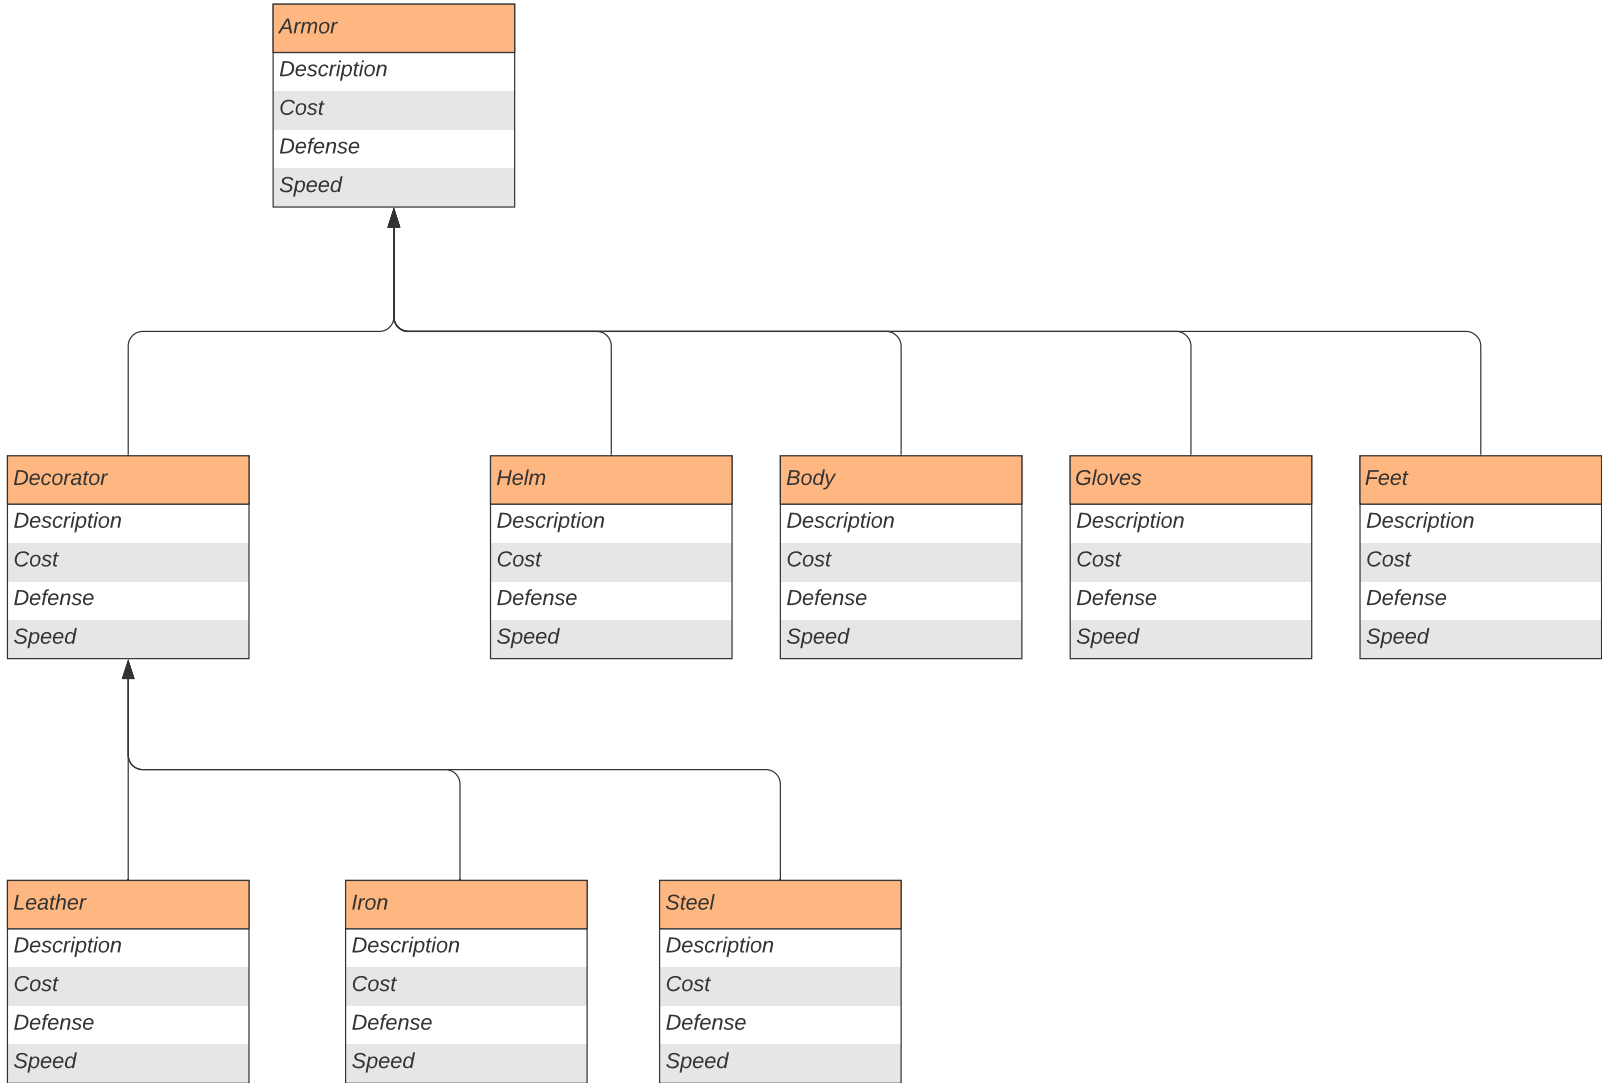 Armor
Description
Cost
Defense
Speed
Decorator
Description
Cost
Defense
Speed
Helm
Description
Cost
Defense
Speed
Body
Description
Cost
Defense
Speed
Gloves
Description
Cost
Defense
Speed
Feet
Description
Cost
Defense
Speed
Leather
Description
Cost
Defense
Speed
Iron
Description
Cost
Defense
Speed
Steel
Description
Cost
Defense
Speed